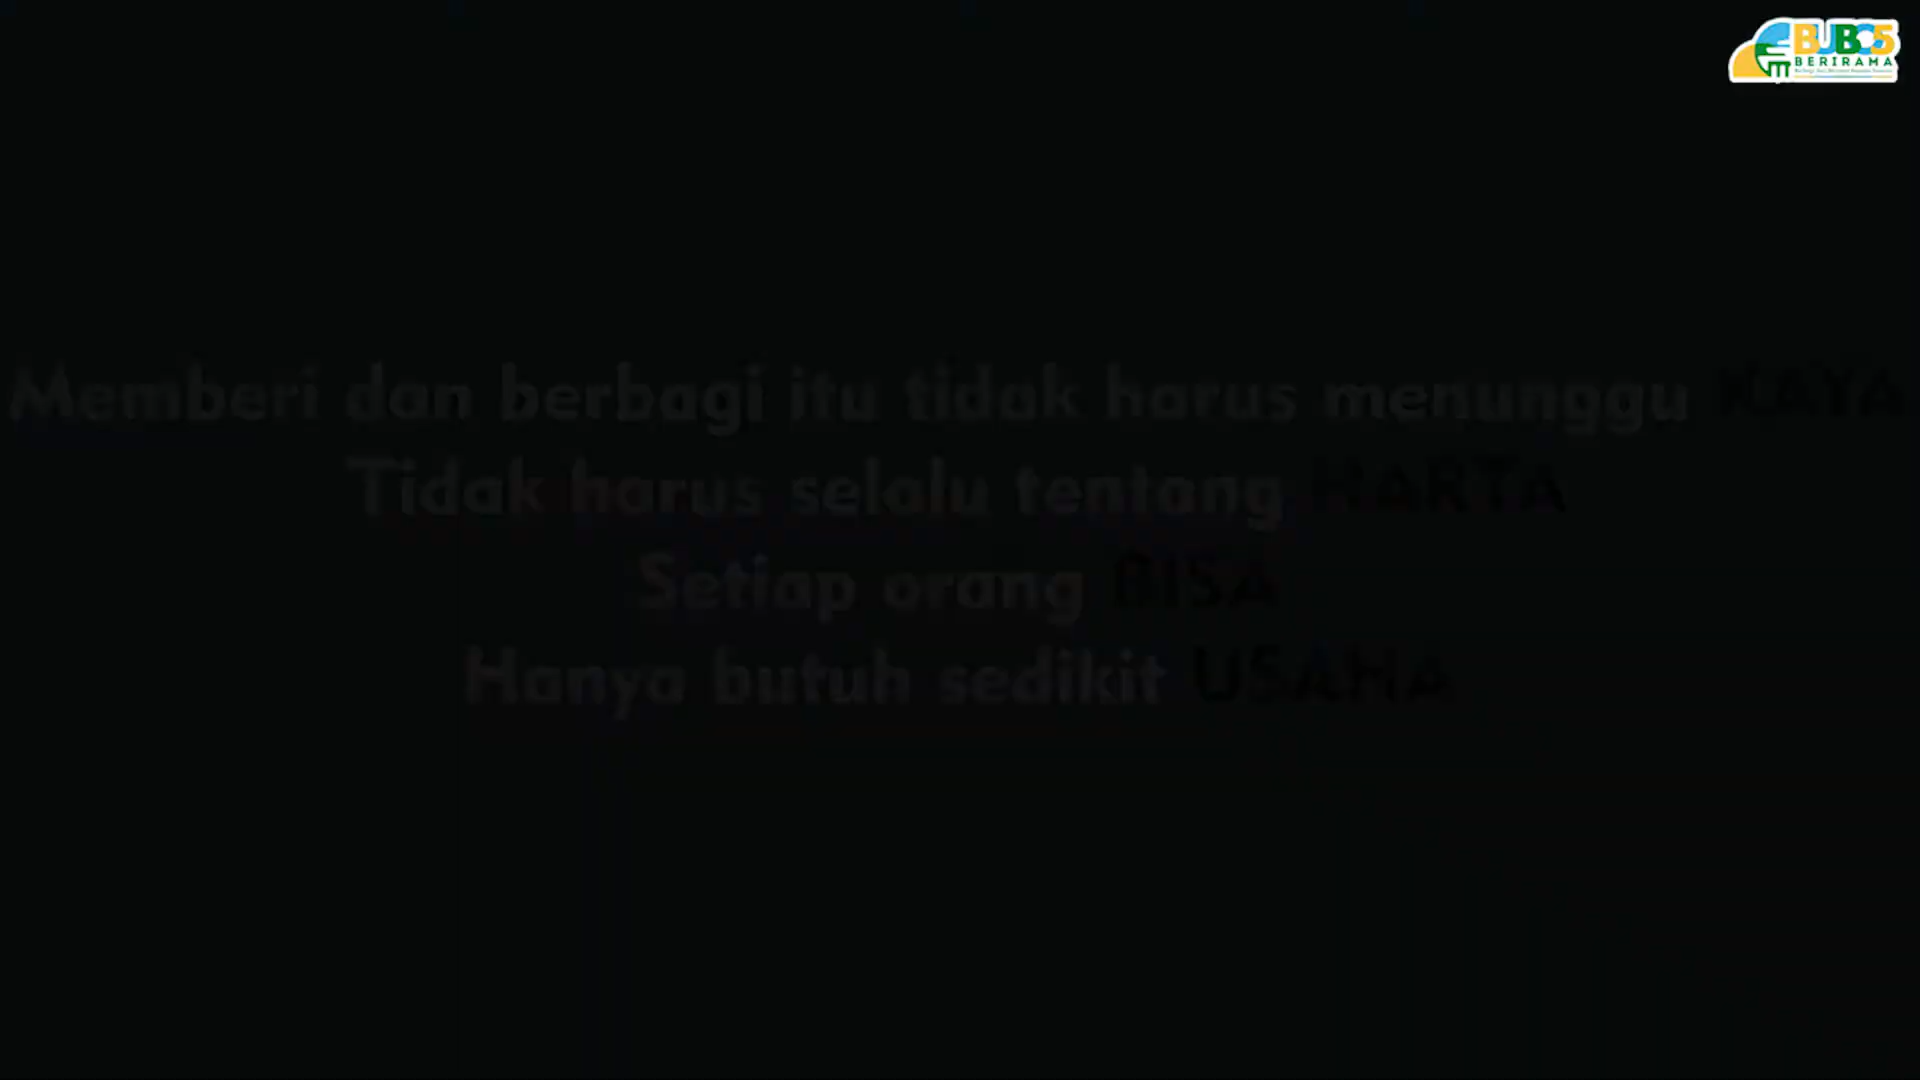 BUBOS
BERIRAMA
Memberi dan berbagi itu tidak harus menunggu KAYA
Tidak harus selalu tentang HARTA
Setiap orang BISA
Hanya butuh sedikit USAHA